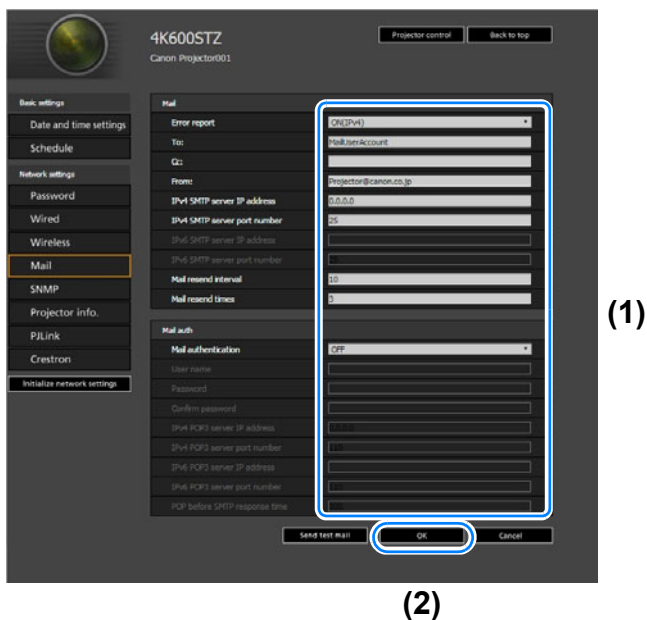 4K600STZ
Canon Projector001
Projector control
Back to top
Basic settings
Date and time settings
Schedule
Network settings
Password
Wired
Wireless
Mail
SNMP
Projector info.
PJLink
Crestron
Initialize network settings
Mail
Error report ON(IPv4)
To: MailUserAccount
Cc:
From: Projector@canon.co.jp
IPv4 SMTP server IP address 0.0.0.0
IPv4 SMTP server port number 25
IPv6 SMTP server IP address
IPv6 SMTP server port number
Mail resend interval 10
Mail resend times 3
Mail auth
Mail authentication OFF
User name
Password
Confirm password
IPv4 POP3 server IP address 0.0.0.0
IPv4 POP3 server port number 110
IPv6 POP3 server IP address
IPv6 POP3 server port number 110
POP before SMTP response time
Send test mail
OK
Cancel
(1)
(2)